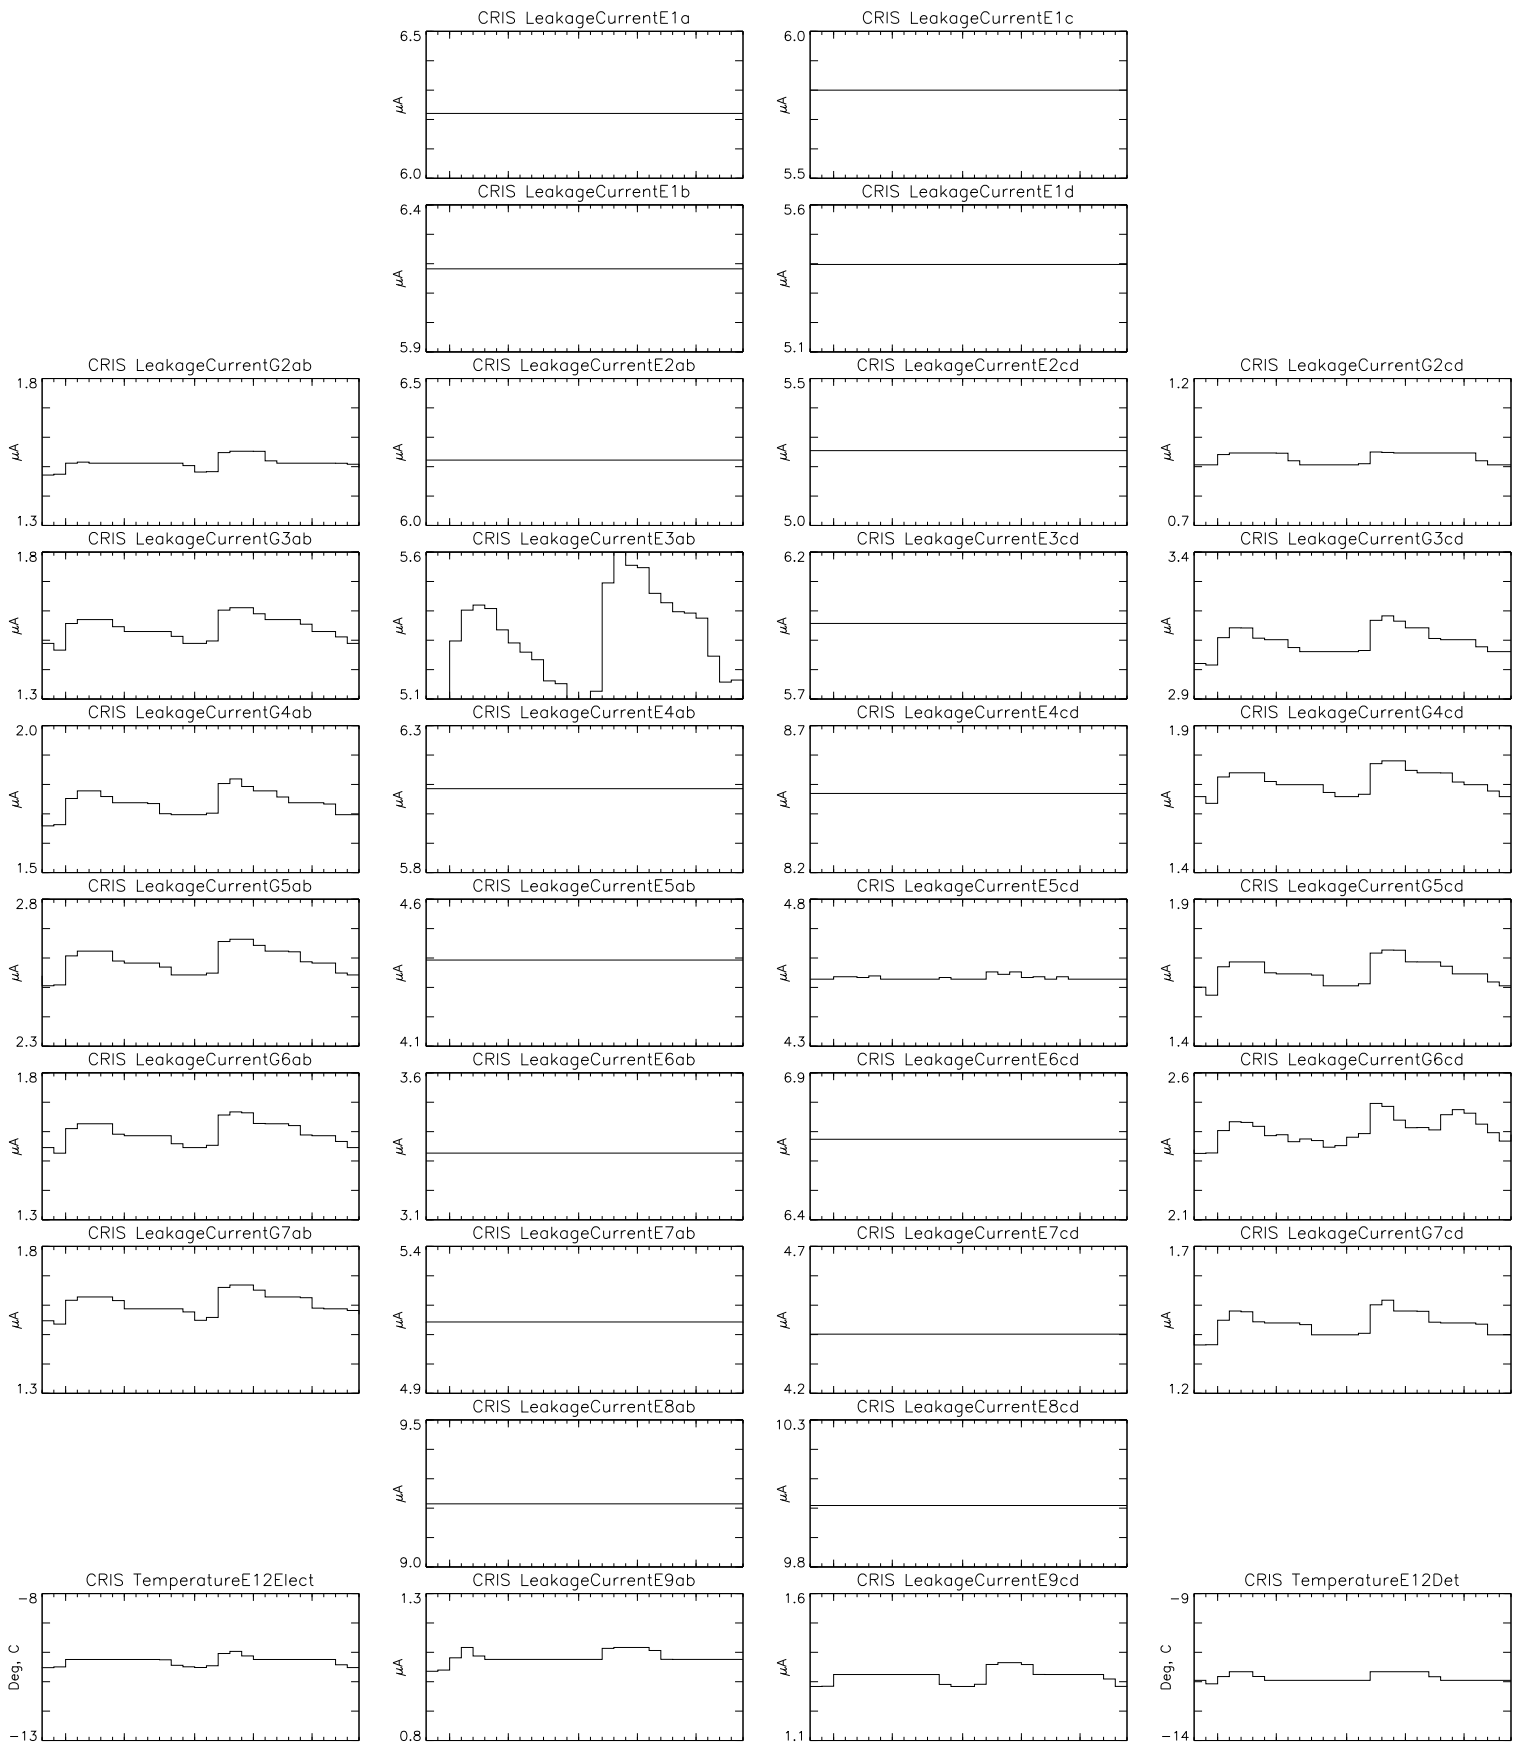 CRIS LeakageCurrentE1a
6.5
μA
6.0
CRIS LeakageCurrentE1c
6.0
μA
5.5
CRIS LeakageCurrentE1b
6.4
μA
5.9
CRIS LeakageCurrentE1d
5.6
μA
5.1
CRIS LeakageCurrentG2ab
1.8
μA
1.3
CRIS LeakageCurrentE2ab
6.5
μA
6.0
CRIS LeakageCurrentE2cd
5.5
μA
5.0
CRIS LeakageCurrentG2cd
1.2
μA
0.7
CRIS LeakageCurrentG3ab
1.8
μA
1.3
CRIS LeakageCurrentE3ab
5.6
μA
5.1
CRIS LeakageCurrentE3cd
6.2
μA
5.7
CRIS LeakageCurrentG3cd
3.4
μA
2.9
CRIS LeakageCurrentG4ab
2.0
μA
1.5
CRIS LeakageCurrentE4ab
6.3
μA
5.8
CRIS LeakageCurrentE4cd
8.7
μA
8.2
CRIS LeakageCurrentG4cd
1.9
μA
1.4
CRIS LeakageCurrentG5ab
2.8
μA
2.3
CRIS LeakageCurrentE5ab
4.6
μA
4.1
CRIS LeakageCurrentE5cd
4.8
μA
4.3
CRIS LeakageCurrentG5cd
1.9
μA
1.4
CRIS LeakageCurrentG6ab
1.8
μA
1.3
CRIS LeakageCurrentE6ab
3.6
μA
3.1
CRIS LeakageCurrentE6cd
6.9
μA
6.4
CRIS LeakageCurrentG6cd
2.6
μA
2.1
CRIS LeakageCurrentG7ab
1.8
μA
1.3
CRIS LeakageCurrentE7ab
5.4
μA
4.9
CRIS LeakageCurrentE7cd
4.7
μA
4.2
CRIS LeakageCurrentG7cd
1.7
μA
1.2
CRIS LeakageCurrentE8ab
9.5
μA
9.0
CRIS LeakageCurrentE8cd
10.3
μA
9.8
CRIS TemperatureE12Elect
-8
Deg, C
-13
CRIS LeakageCurrentE9ab
1.3
μA
0.8
CRIS LeakageCurrentE9cd
1.6
μA
1.1
CRIS TemperatureE12Det
-9
Deg, C
-14